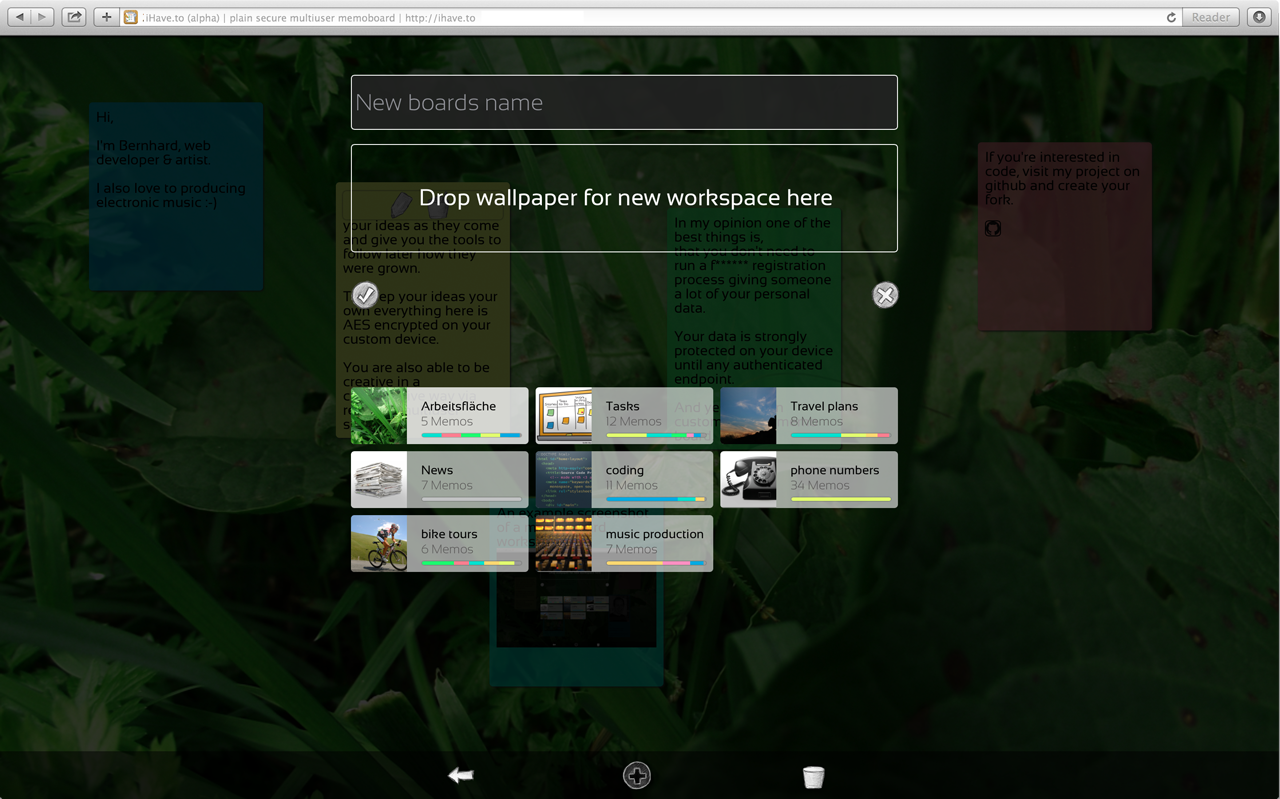 iHave.to (alpha) | plain secure multiuser memoboard | http://ihave.to
Reader
New boards name
Drop wallpaper for new workspace here
Hi,
I'm Bernhard, web
developer & artist.
I also love to producing
electronic music :-)
your ideas as they come
and give you the tools to
follow later how they
were grown.
ep your ideas your
own everything here is
AES encrypted on your
custom device.
You are also able to be
creative in a
In my opinion one of the
best things is,
that you don't need to
run a f****** registration
process giving someone
a lot of your personal
data.
Your data is strongly
protected on your device
until any authenticated
endpoint.
If you're interested in
code, visit my project on
github and create your
fork.
Arbeitsfläche
5 Memos
Tasks
12 Memos
Travel plans
8 Memos
News
7 Memos
coding
11 Memos
phone numbers
34 Memos
An example screenshot
bike tours
6 Memos
music production
7 Memos